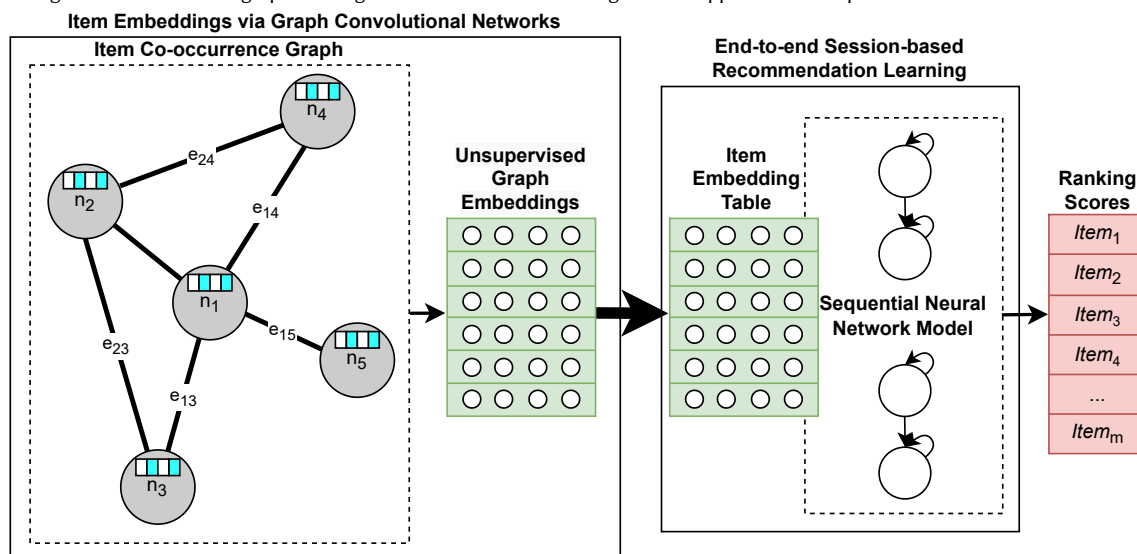 Item Embeddings via Graph Convolutional Networks
Item Co-occurrence Graph
n4
e24
n2
e14
n1
e15
n5
e23
e13
n3
Unsupervised
Graph
Embeddings
End-to-end Session-based
Recommendation Learning
Item
Embedding
Table
Sequential Neural
Network Model
Ranking
Scores
Item1
Item2
Item3
Item4
...
Itemm